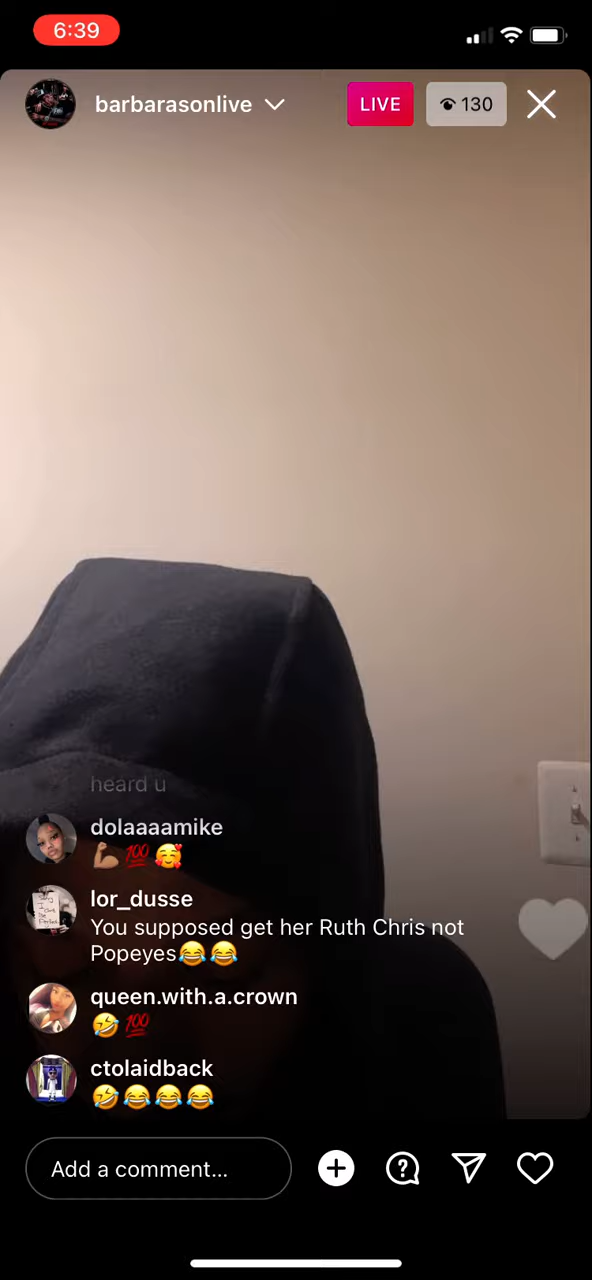 6:39
barbarasonlive
LIVE
130
heard u
dolaaaamike
💪🏽💯🥰
lor_dusse
You supposed get her Ruth Chris not
Popeyes😂😂
queen.with.a.crown
🤣💯
ctolaidback
🤣😂😂😂
Add a comment...